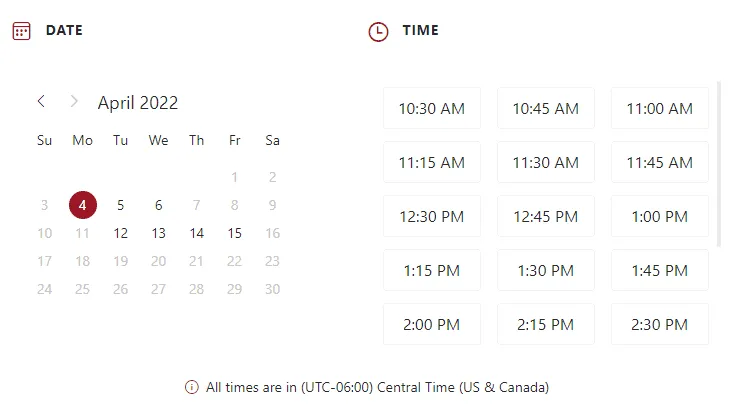 DATE
TIME
April 2022
Su Mo Tu We Th Fr Sa
1 2
3 4 5 6 7 8 9
10 11 12 13 14 15 16
17 18 19 20 21 22 23
24 25 26 27 28 29 30
10:30 AM 10:45 AM 11:00 AM
11:15 AM 11:30 AM 11:45 AM
12:30 PM 12:45 PM 1:00 PM
1:15 PM 1:30 PM 1:45 PM
2:00 PM 2:15 PM 2:30 PM
All times are in (UTC-06:00) Central Time (US & Canada)